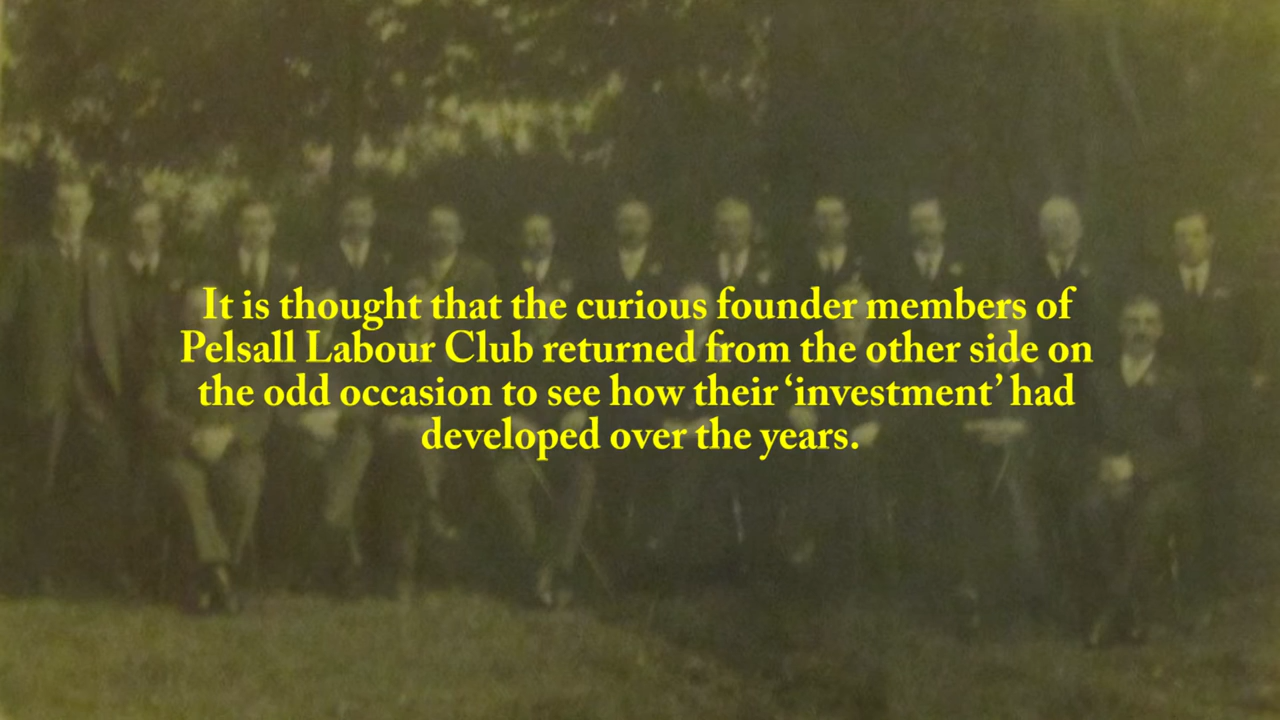 It is thought that the curious founder members of
Pelsall Labour Club returned from the other side on
the odd occasion to see how their ‘investment’ had
developed over the years.